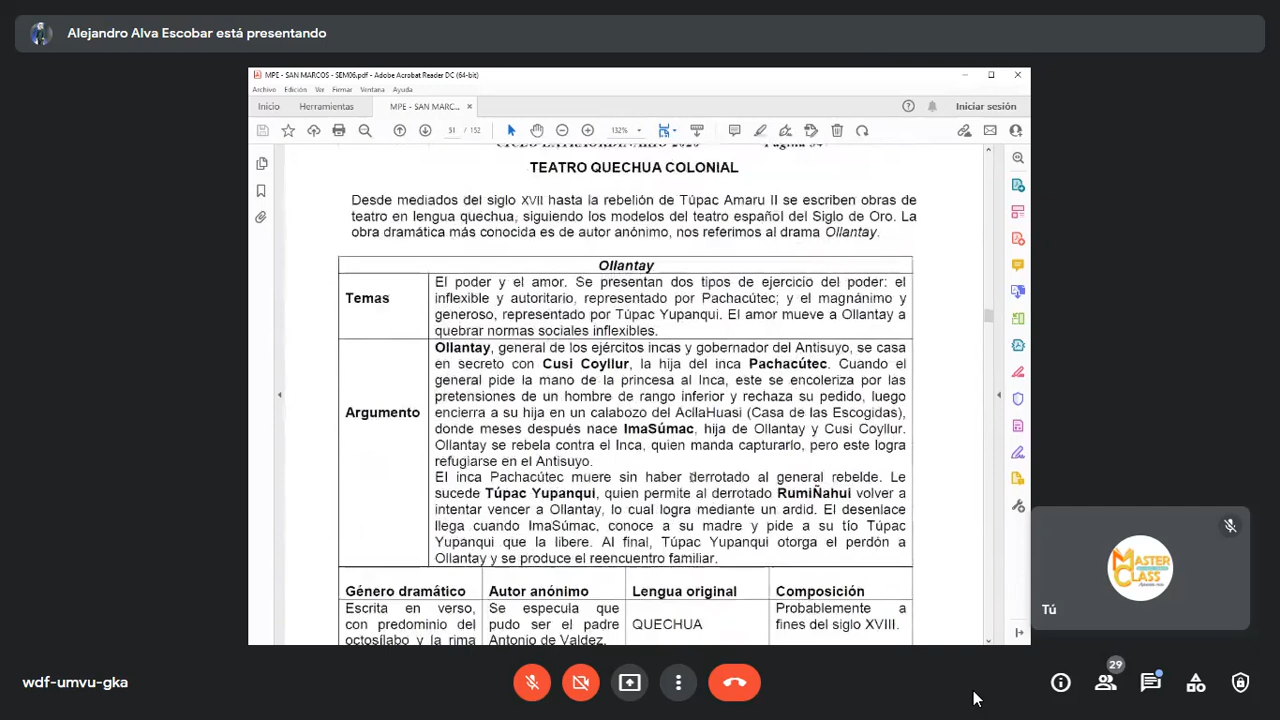 Alejandro Alva Escobar está presentando
MPE - SAN MARCOS - SEM06.pdf - Adobe Acrobat Reader DC (64-bit)
Archivo Edición Ver Firmar Ventana Ayuda
Inicio Herramientas MPE - SAN MARC... × Iniciar sesión
51 / 152 132%
TEATRO QUECHUA COLONIAL
Desde mediados del siglo XVII hasta la rebelión de Túpac Amaru II se escriben obras de
teatro en lengua quechua, siguiendo los modelos del teatro español del Siglo de Oro. La
obra dramática más conocida es de autor anónimo, nos referimos al drama Ollantay.
Ollantay
Temas
El poder y el amor. Se presentan dos tipos de ejercicio del poder: el
inflexible y autoritario, representado por Pachacútec; y el magnánimo y
generoso, representado por Túpac Yupanqui. El amor mueve a Ollantay a
quebrar normas sociales inflexibles.
Argumento
Ollantay, general de los ejércitos incas y gobernador del Antisuyo, se casa
en secreto con Cusi Coyllur, la hija del inca Pachacútec. Cuando el
general pide la mano de la princesa al Inca, este se encoleriza por las
pretensiones de un hombre de rango inferior y rechaza su pedido, luego
encierra a su hija en un calabozo del AcllaHuasi (Casa de las Escogidas),
donde meses después nace ImaSúmac, hija de Ollantay y Cusi Coyllur.
Ollantay se rebela contra el Inca, quien manda capturarlo, pero este logra
refugiarse en el Antisuyo.
El inca Pachacútec muere sin haber derrotado al general rebelde. Le
sucede Túpac Yupanqui, quien permite al derrotado RumiÑahui volver a
intentar vencer a Ollantay, lo cual logra mediante un ardid. El desenlace
llega cuando ImaSúmac, conoce a su madre y pide a su tío Túpac
Yupanqui que la libere. Al final, Túpac Yupanqui otorga el perdón a
Ollantay y se produce el reencuentro familiar.
Género dramático Autor anónimo Lengua original Composición
Escrita en verso,
con predominio del
octosílabo y la rima
Se especula que
pudo ser el padre
Antonio de Valdez.
QUECHUA
Probablemente a
fines del siglo XVIII.
MASTER
CLASS
Tú
wdf-umvu-gka
29